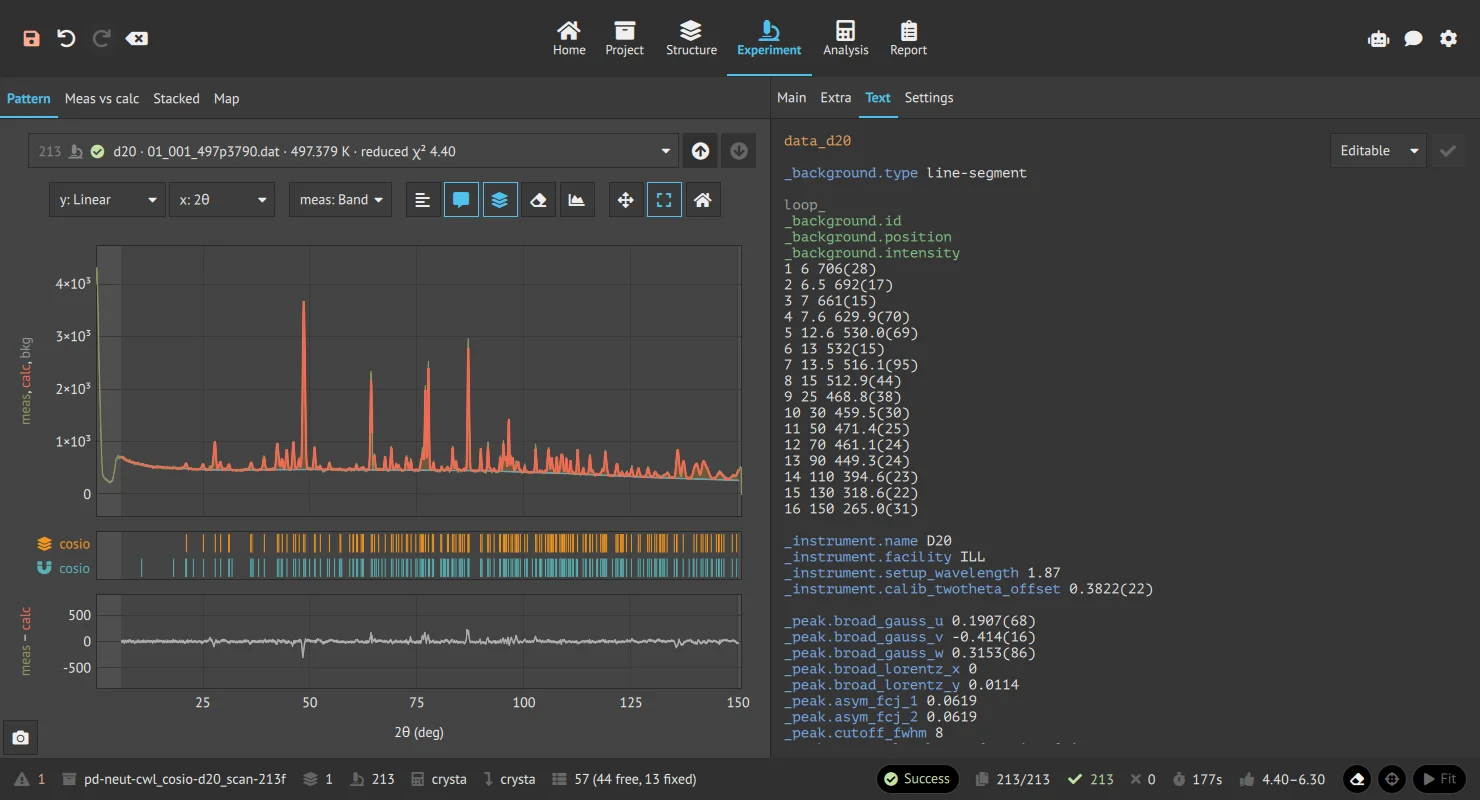 Home
Project
Structure
Experiment
Analysis
Report
Pattern
Meas vs calc
Stacked
Map
Main
Extra
Text
Settings
213 d20 · 01_001_497p3790.dat · 497.379 K · reduced χ² 4.40
y: Linear
x: 2θ
meas: Band
meas, calc, bkg
4×10³
3×10³
2×10³
1×10³
0
cosio
cosio
meas − calc
500
0
-500
25
50
75
100
125
150
2θ (deg)
Editable
data_d20
_background.type line-segment
loop_
_background.id
_background.position
_background.intensity
1 6 706(28)
2 6.5 692(17)
3 7 661(15)
4 7.6 629.9(70)
5 12.6 530.0(69)
6 13 532(15)
7 13.5 516.1(95)
8 15 512.9(44)
9 25 468.8(38)
10 30 459.5(30)
11 50 471.4(25)
12 70 461.1(24)
13 90 449.3(24)
14 110 394.6(23)
15 130 318.6(22)
16 150 265.0(31)
_instrument.name D20
_instrument.facility ILL
_instrument.setup_wavelength 1.87
_instrument.calib_twotheta_offset 0.3822(22)
_peak.broad_gauss_u 0.1907(68)
_peak.broad_gauss_v -0.414(16)
_peak.broad_gauss_w 0.3153(86)
_peak.broad_lorentz_x 0
_peak.broad_lorentz_y 0.0114
_peak.asym_fcj_1 0.0619
_peak.asym_fcj_2 0.0619
_peak.cutoff_fwhm 8
1
pd-neut-cwl_cosio-d20_scan-213f
1
213
crysta
crysta
57 (44 free, 13 fixed)
Success
213/213
213
0
177s
4.40–6.30
Fit